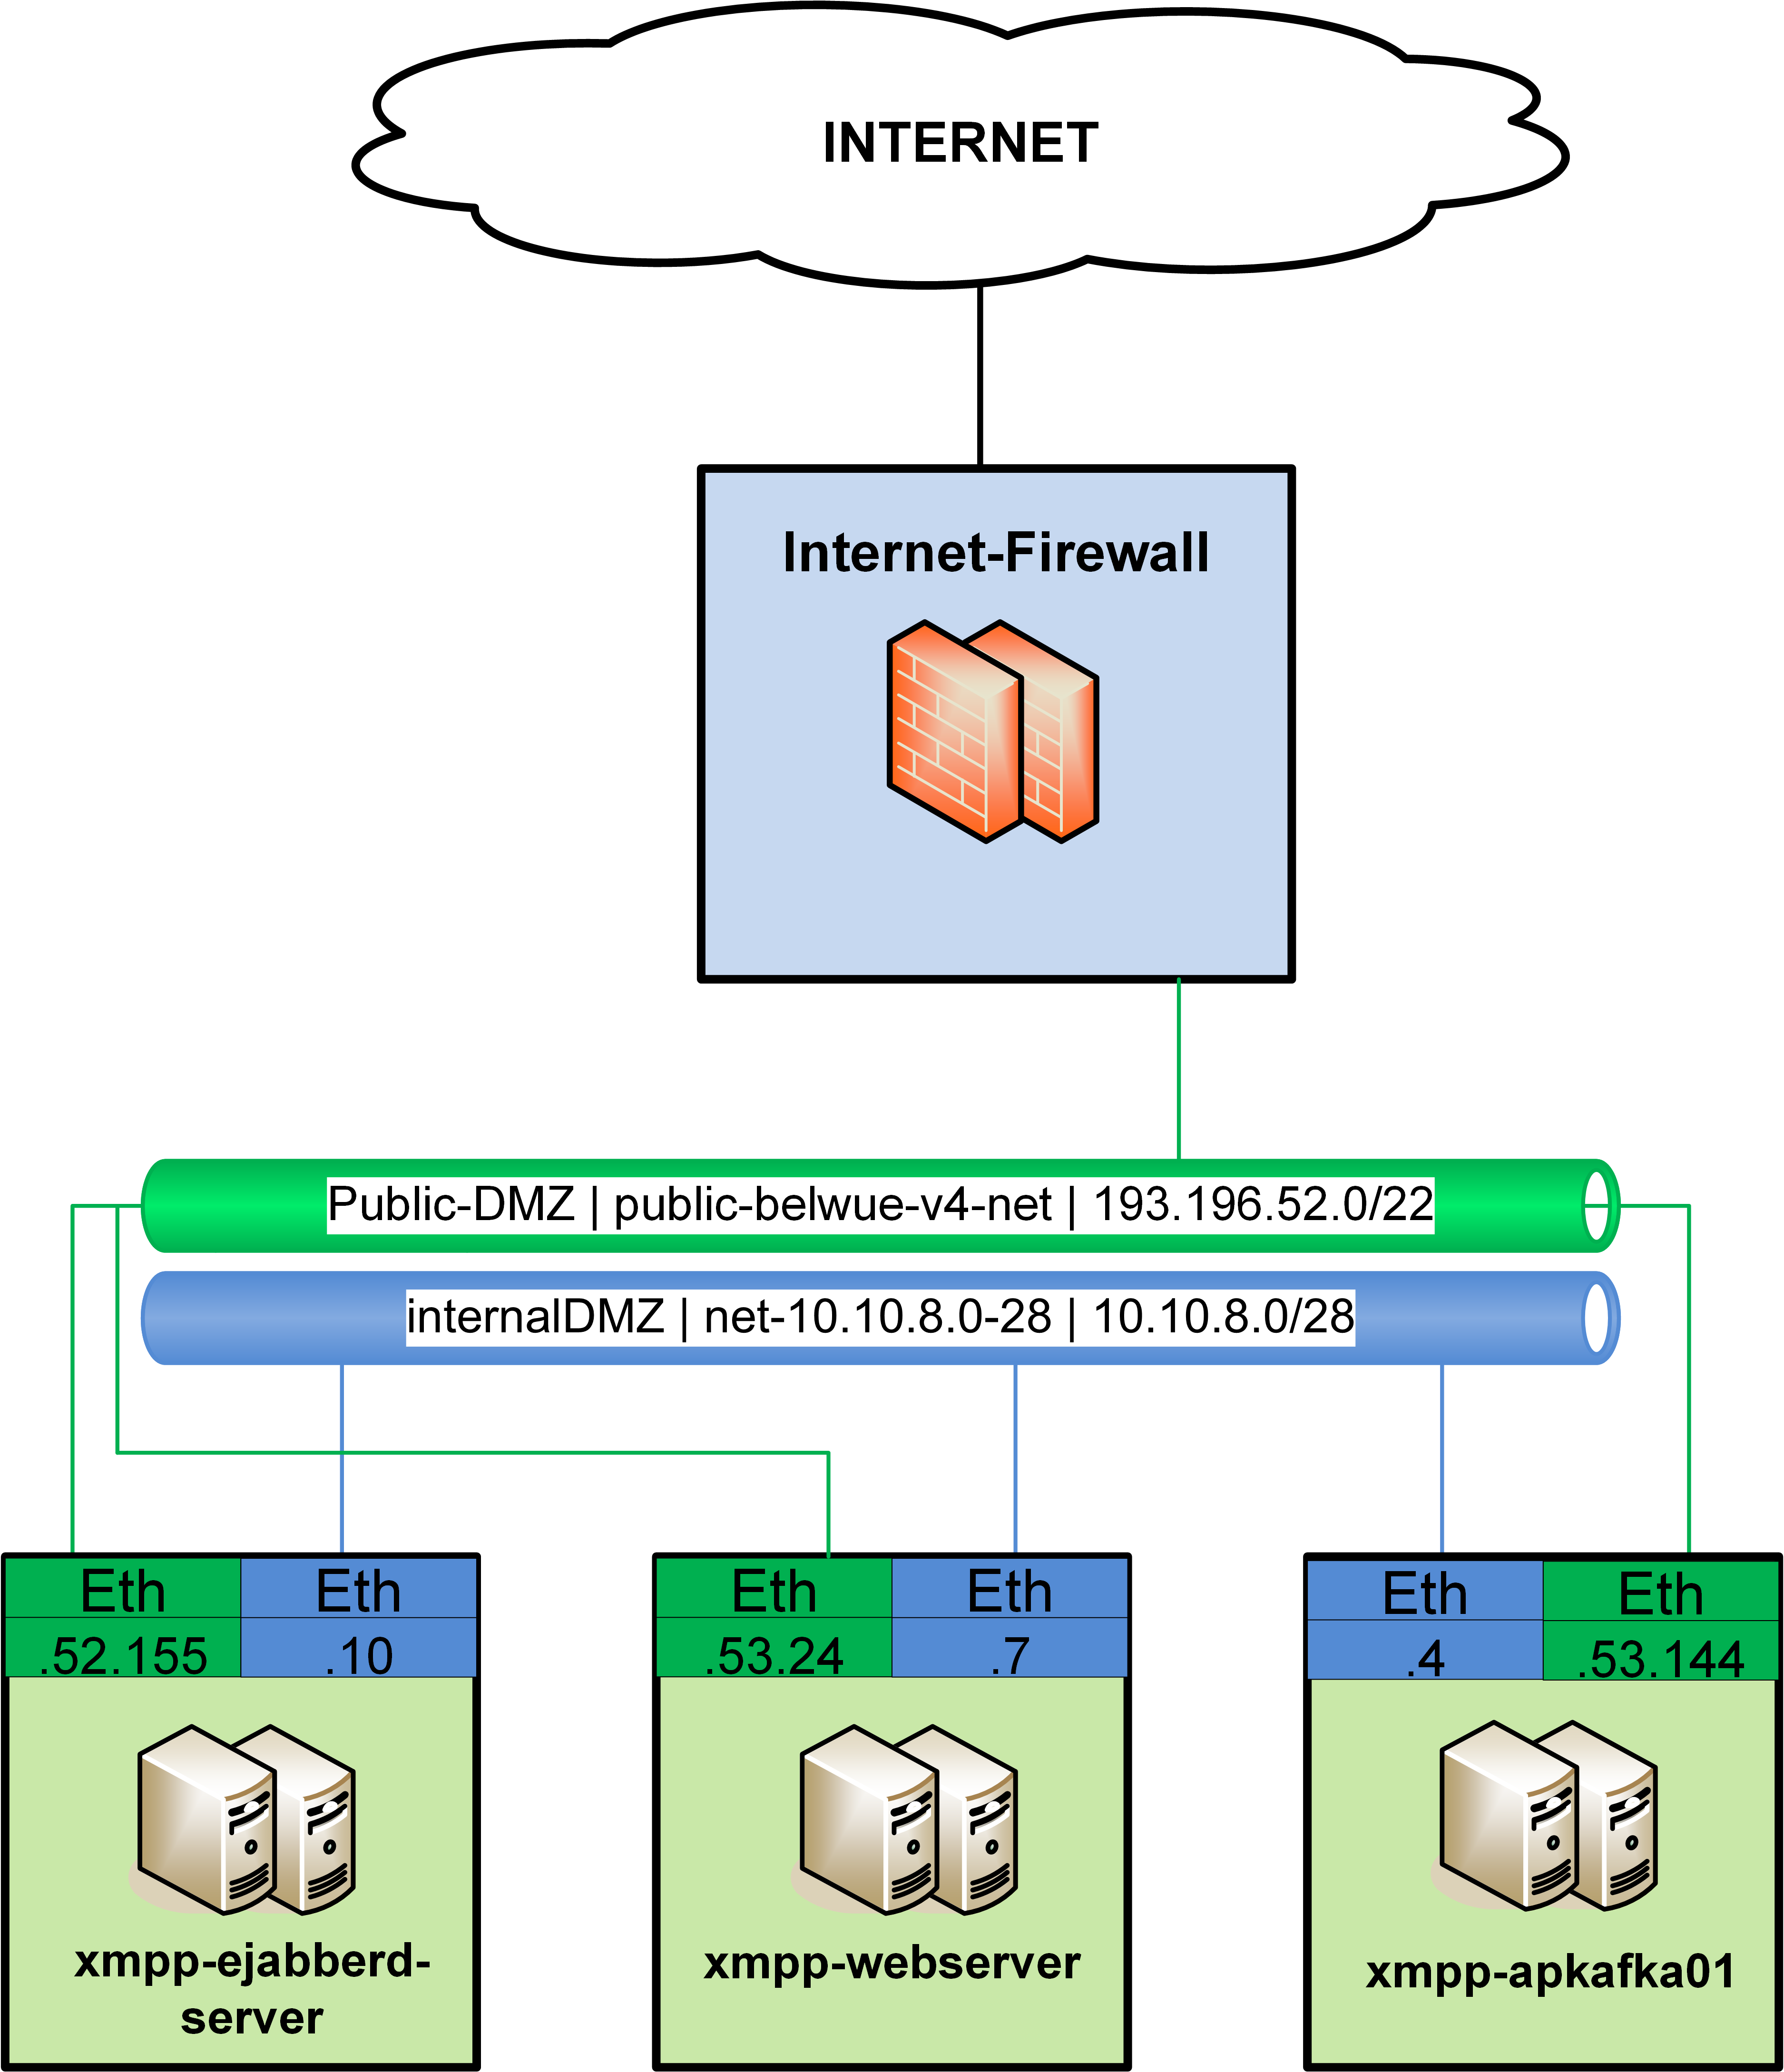 INTERNET
Internet-Firewall
Public-DMZ | public-belwue-v4-net | 193.196.52.0/22
internalDMZ | net-10.10.8.0-28 | 10.10.8.0/28
Eth
Eth
.52.155
.10
xmpp-ejabberd-
server
Eth
Eth
.53.24
.7
xmpp-webserver
Eth
Eth
.4
.53.144
xmpp-apkafka01